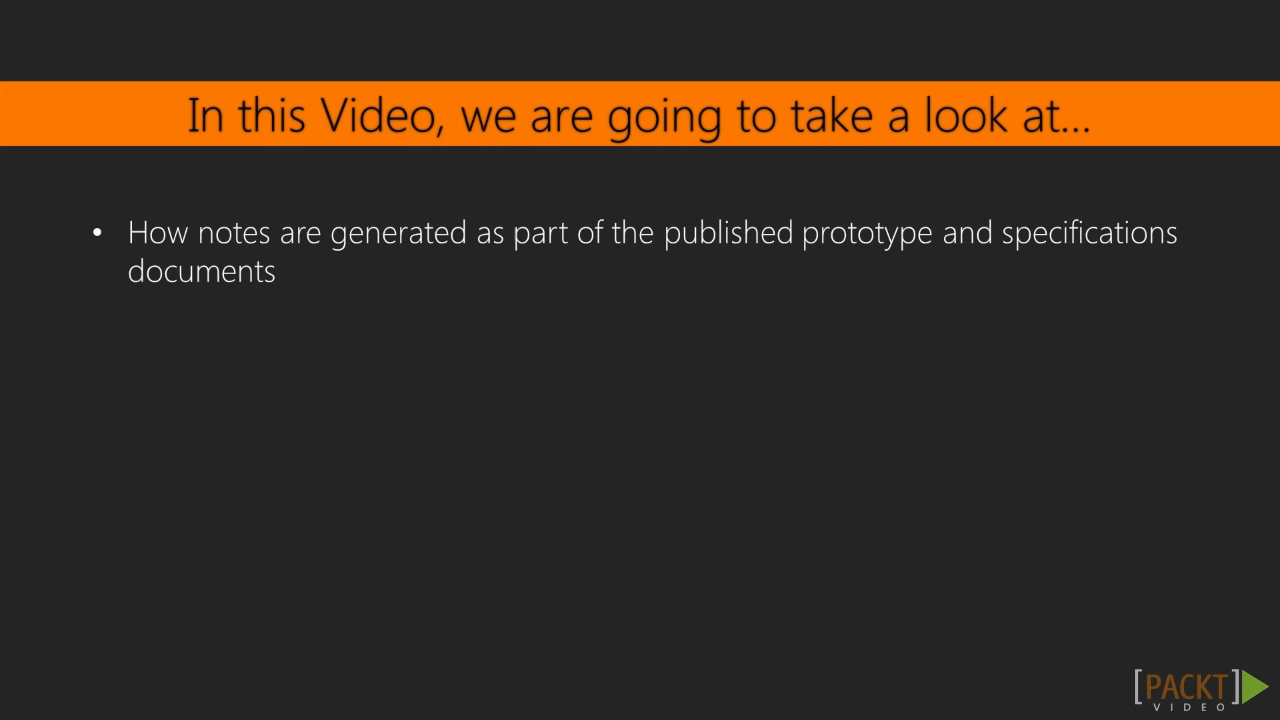 In this Video, we are going to take a look at...
• How notes are generated as part of the published prototype and specifications
documents
[PACKT]
VIDEO